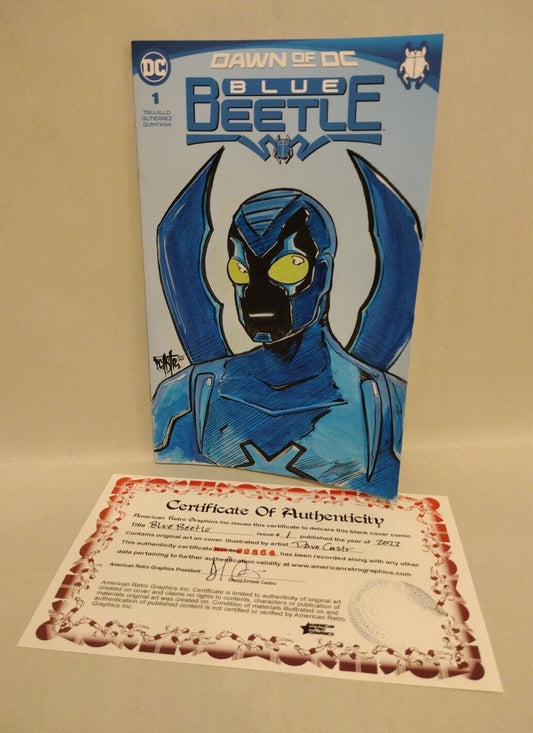 DAWN OF DC
DC
BLUE
BEETLE
1
TRUJILLO
GUTIÉRREZ
QUINTANA
Certificate Of Authenticity
American Retro Graphics Inc issues this certificate to delcare this blank cover comic
Title Blue Beetle Issue # 1 published the year of
Contains original art on cover. Illustrated by artist Dave Castr
This authenticity certificate 00864 has been recorded along with any other
data pertaining to further authentication validity at www.americanretrographics.com
American Retro Graphics President
David Ernest Castro
American Retro Graphics Inc. Certificate is limited to authenticity of original art
created on cover and claims no rights to contents, characters or publication of
materials original art was created on. Condition of materials illustrated on and
authentication of published content is not certified or verified by American Retro
Graphics Inc.
AMERICAN
RETRO
GRAPHICS